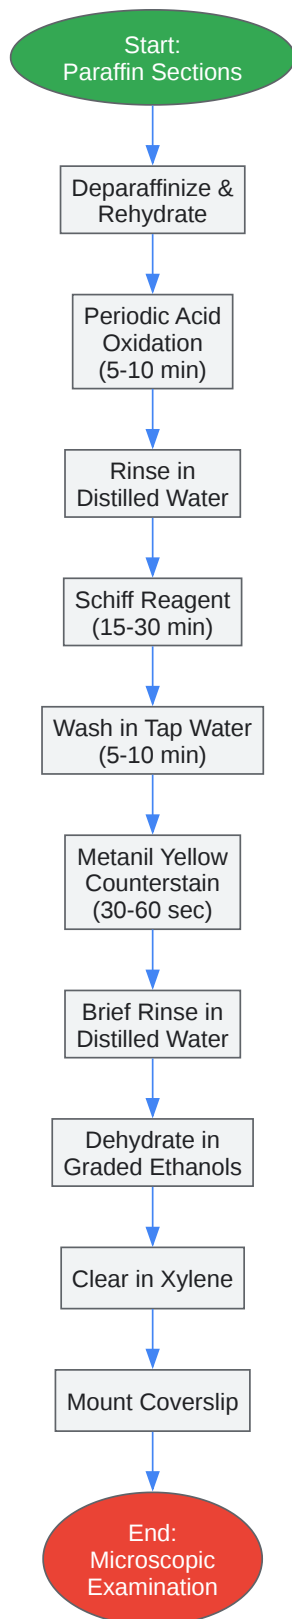 Start:
Paraffin Sections
Deparaffinize &
Rehydrate
Periodic Acid
Oxidation
(5-10 min)
Rinse in
Distilled Water
Schiff Reagent
(15-30 min)
Wash in Tap Water
(5-10 min)
Metanil Yellow
Counterstain
(30-60 sec)
Brief Rinse in
Distilled Water
Dehydrate in
Graded Ethanols
Clear in Xylene
Mount Coverslip
End:
Microscopic
Examination